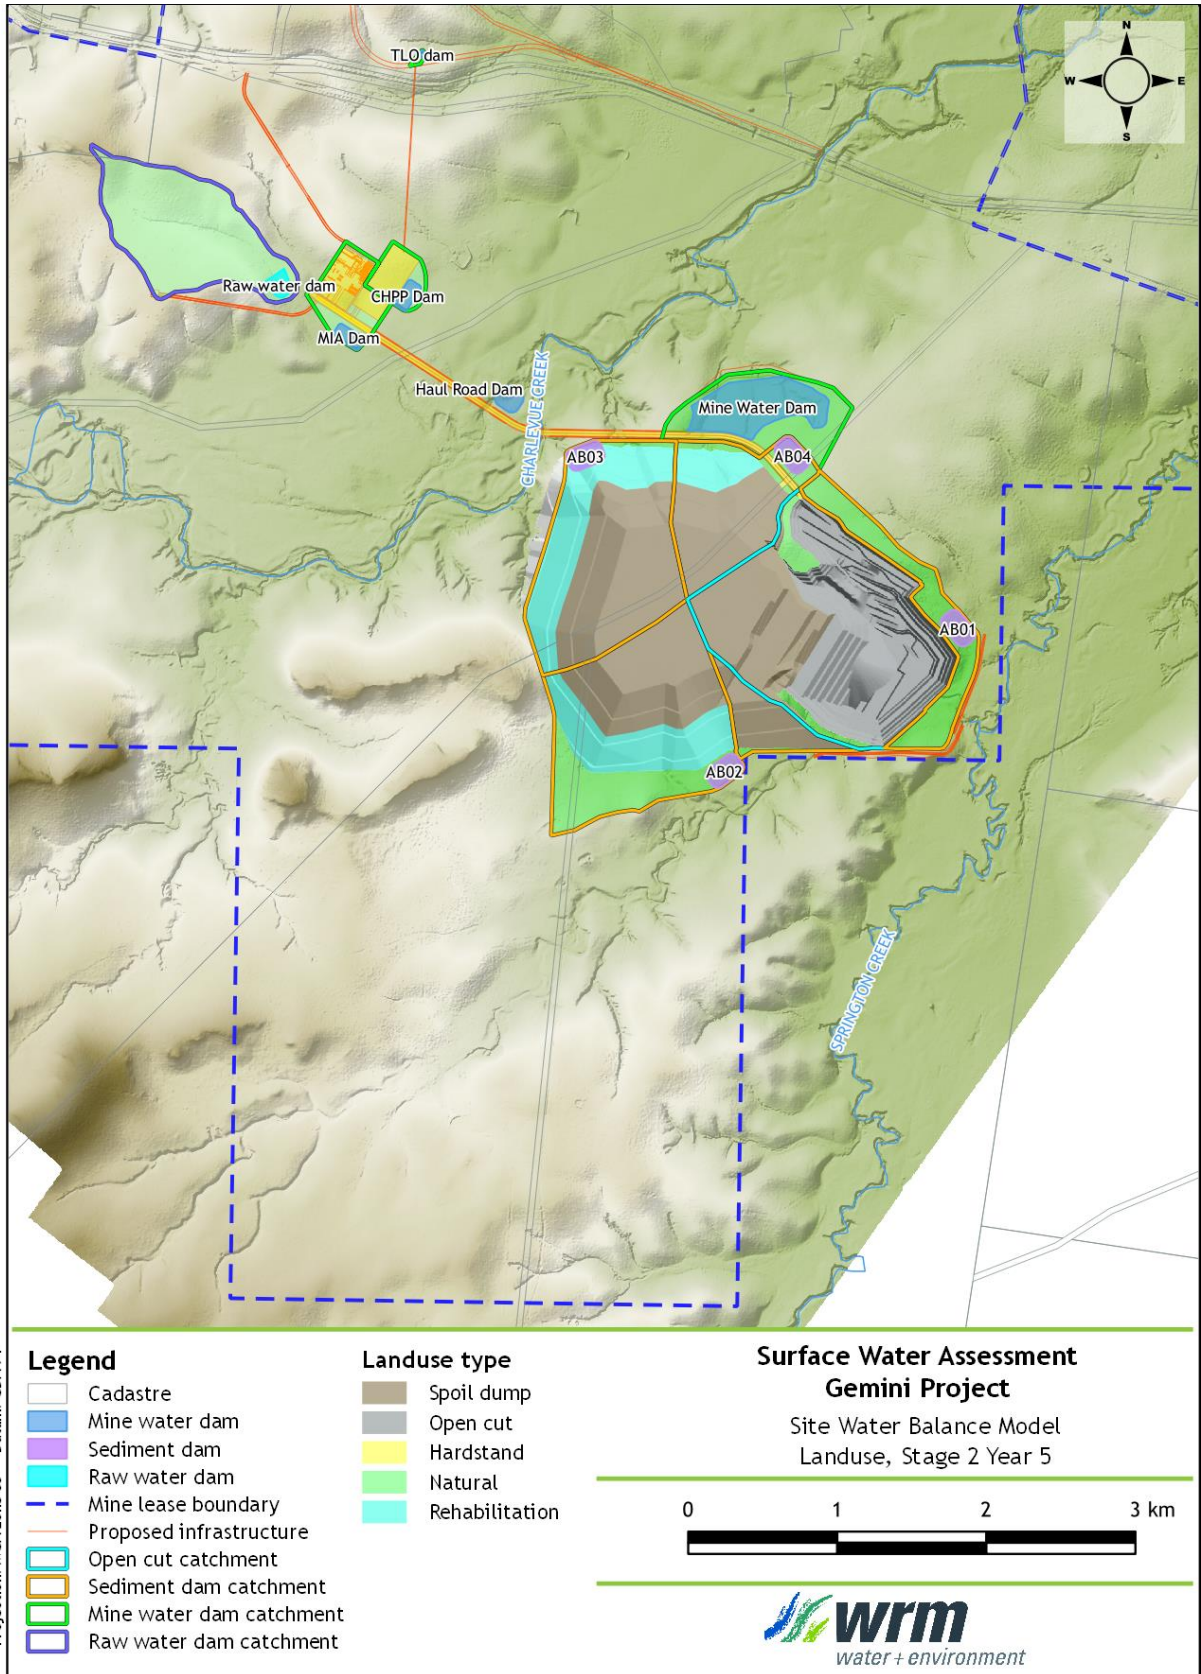 TLO dam
N
W
E
S
Raw water dam
CHPP Dam
MIA Dam
Haul Road Dam
CHARLEVUE CREEK
Mine Water Dam
AB03
AB04
AB01
AB02
SPRINGTON CREEK
Legend
Cadastre
Mine water dam
Sediment dam
Raw water dam
Mine lease boundary
Proposed infrastructure
Open cut catchment
Sediment dam catchment
Mine water dam catchment
Raw water dam catchment
Landuse type
Spoil dump
Open cut
Hardstand
Natural
Rehabilitation
Surface Water Assessment
Gemini Project
Site Water Balance Model
Landuse, Stage 2 Year 5
0 1 2 3 km
wrm
water + environment